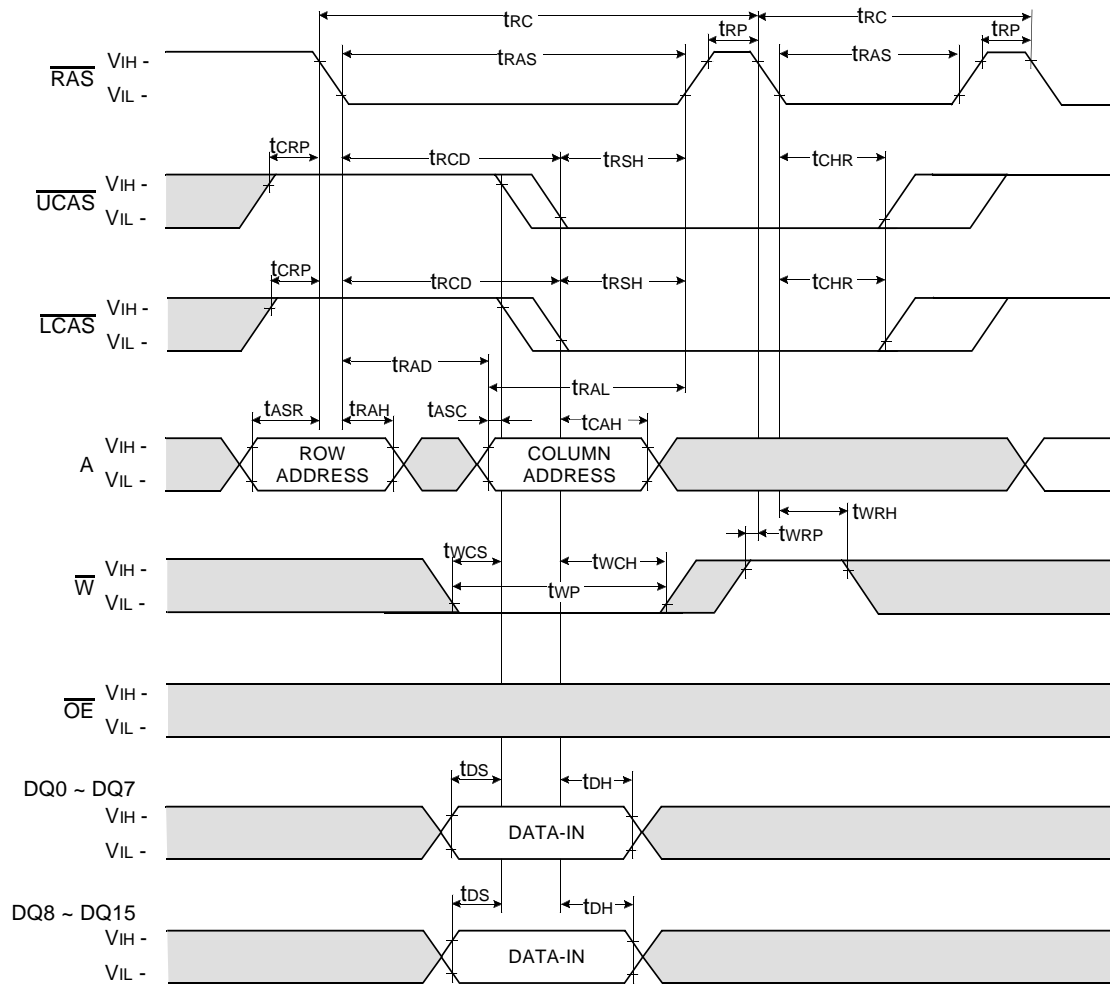 tRC tRC
tRP tRP
tRAS tRAS
RAS VIH -
VIL -
tCRP tRCD tRSH tCHR
UCAS VIH -
VIL -
tCRP tRCD tRSH tCHR
LCAS VIH -
VIL -
tRAD
tRAL
tASR tRAH tASC tCAH
A VIH -
VIL -
ROW
ADDRESS
COLUMN
ADDRESS
tWRH
tWRP
tWCS tWCH
tWP
W VIH -
VIL -
OE VIH -
VIL -
tDS tDH
DQ0 ~ DQ7
VIH -
VIL -
DATA-IN
tDS tDH
DQ8 ~ DQ15
VIH -
VIL -
DATA-IN